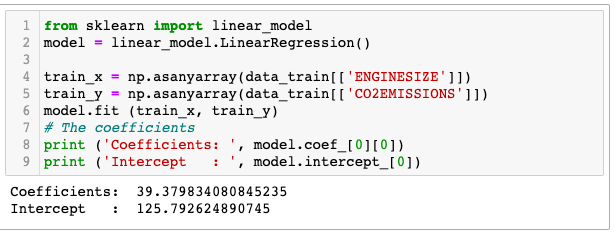 1 from sklearn import linear_model
2 model = linear_model.LinearRegression()
3
4 train_x = np.asanyarray(data_train[['ENGINESIZE']])
5 train_y = np.asanyarray(data_train[['CO2EMISSIONS']])
6 model.fit (train_x, train_y)
7 # The coefficients
8 print ('Coefficients: ', model.coef_[0][0])
9 print ('Intercept   : ', model.intercept_[0])
Coefficients:  39.379834080845235
Intercept   :  125.792624890745